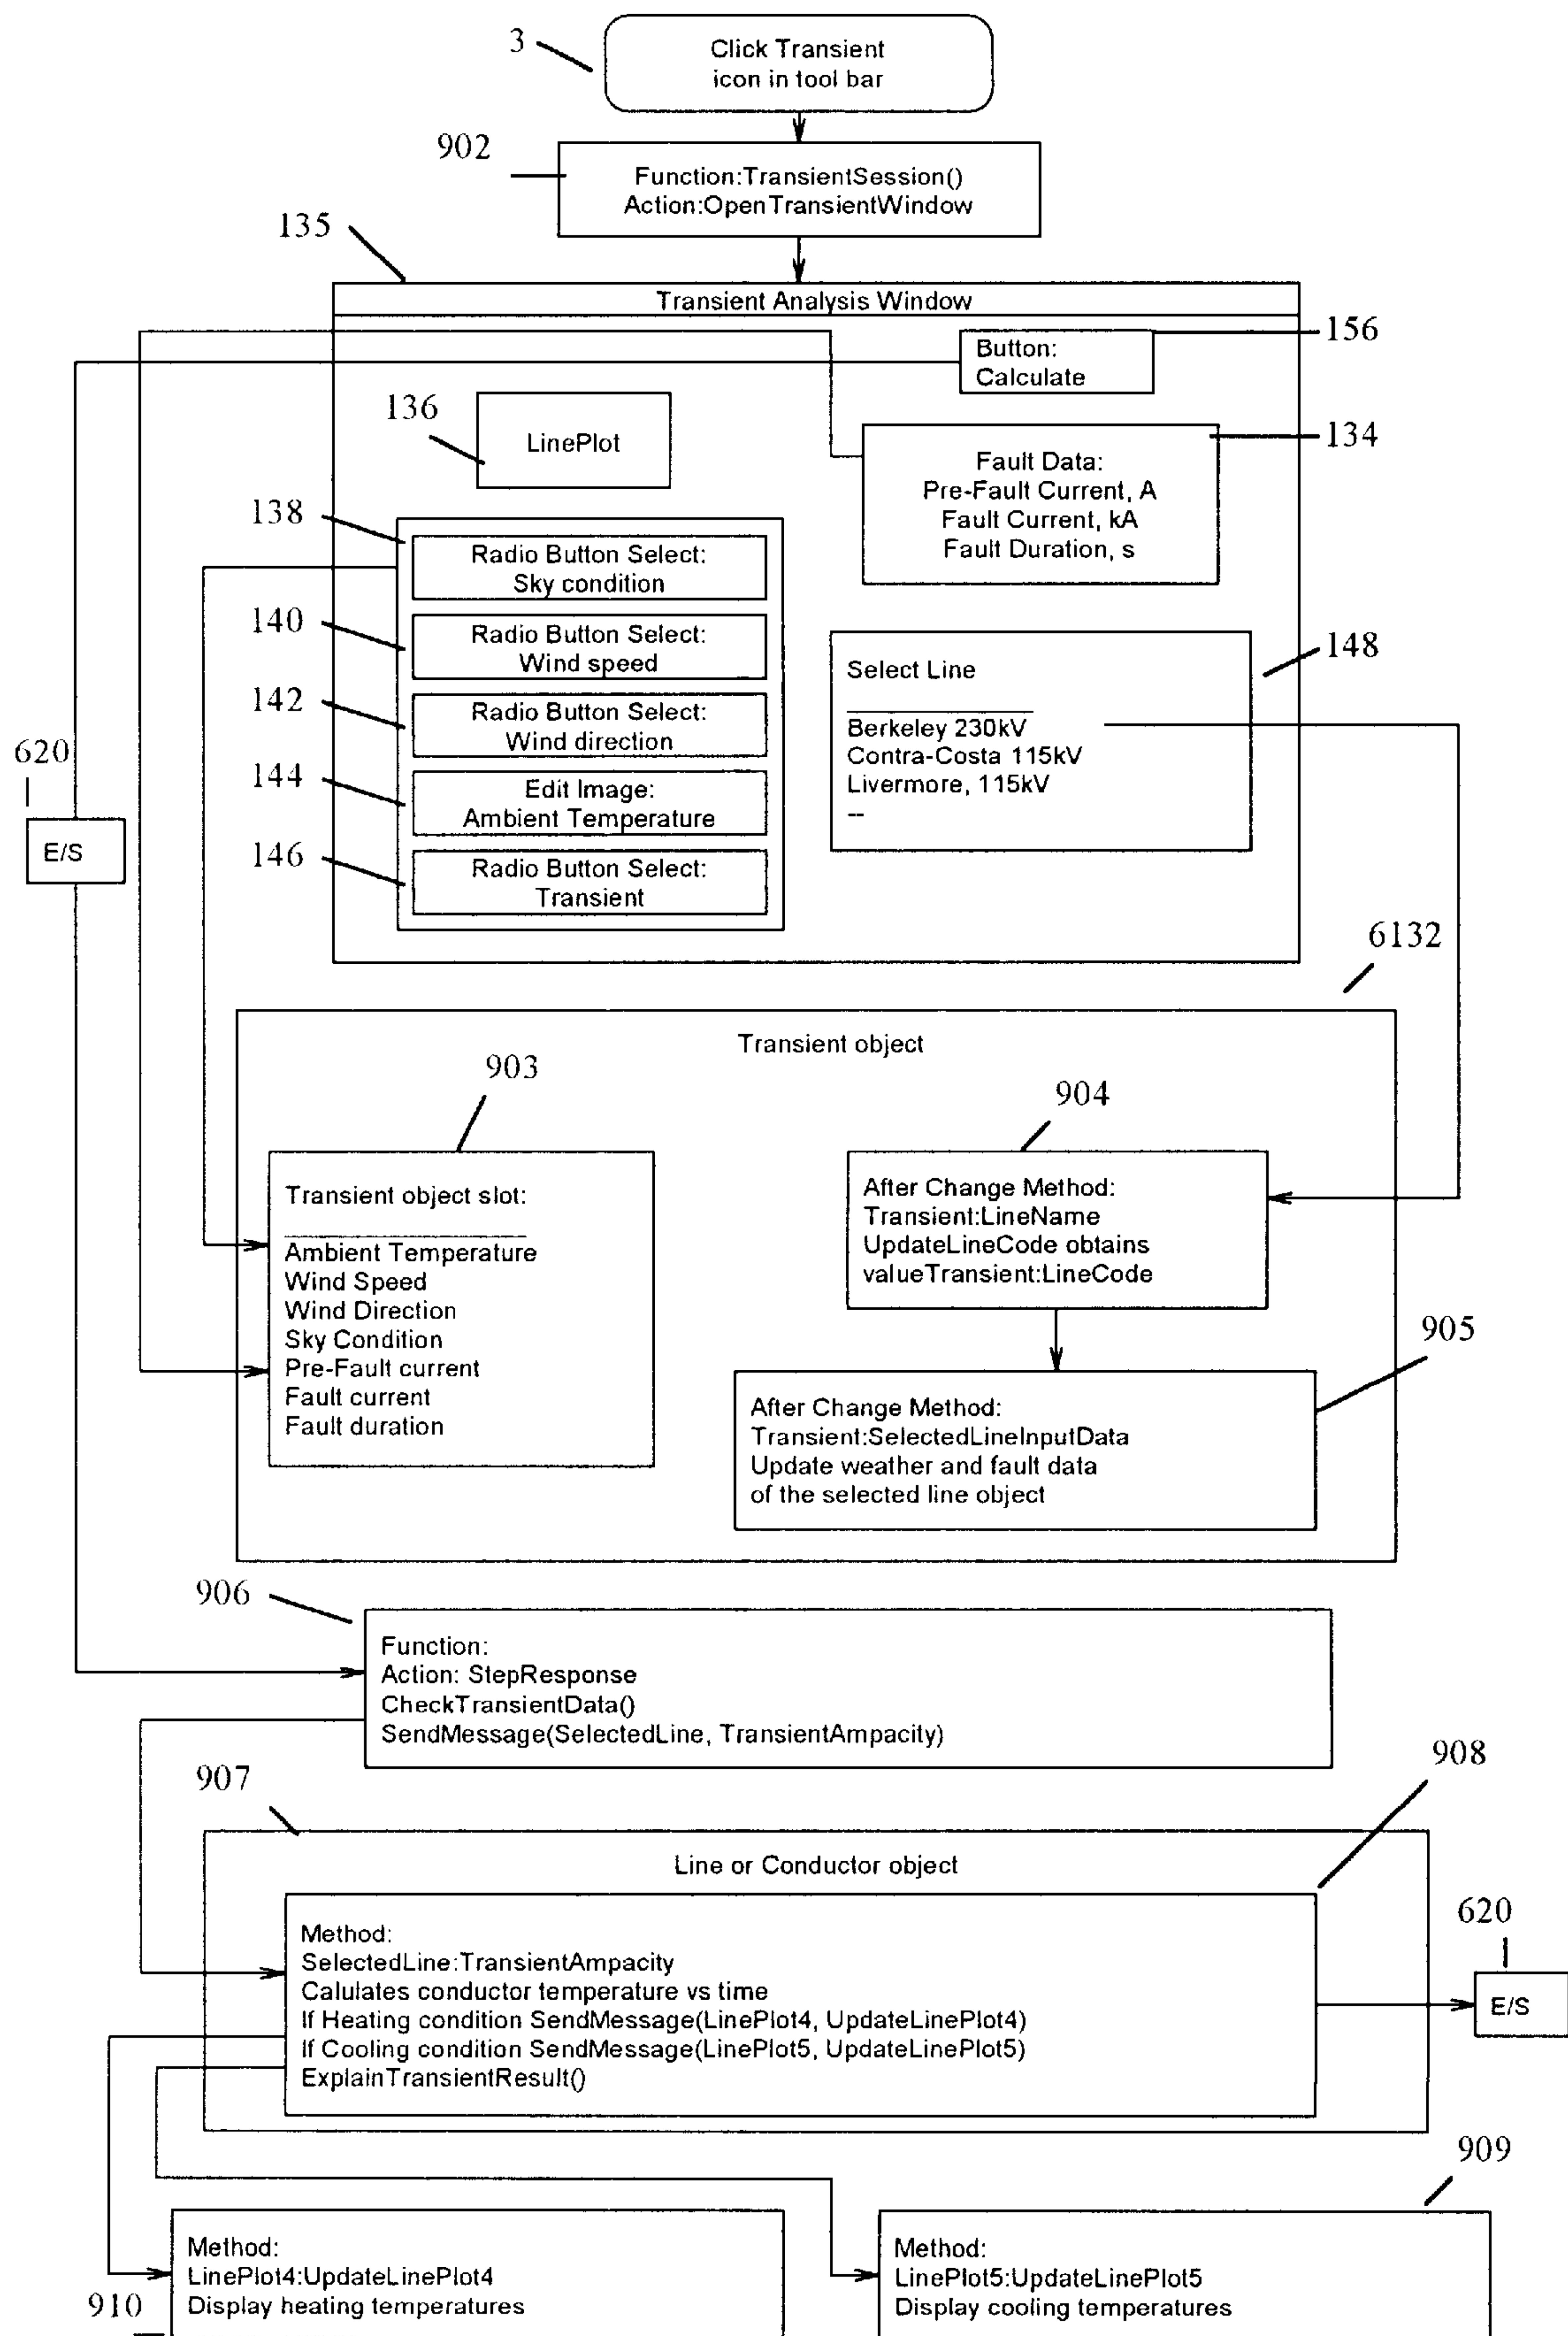 3
Click Transient
icon in tool bar
902
Function:TransientSession()
Action:OpenTransientWindow
135
Transient Analysis Window
156
Button:
Calculate
136
LinePlot
134
Fault Data:
Pre-Fault Current, A
Fault Current, kA
Fault Duration, s
138
Radio Button Select:
Sky condition
140
Radio Button Select:
Wind speed
142
Radio Button Select:
Wind direction
144
Edit Image:
Ambient Temperature
146
Radio Button Select:
Transient
148
Select Line
Berkeley 230kV
Contra-Costa 115kV
Livermore, 115kV
--
620
E/S
6132
Transient object
903
Transient object slot:
Ambient Temperature
Wind Speed
Wind Direction
Sky Condition
Pre-Fault current
Fault current
Fault duration
904
After Change Method:
Transient:LineName
UpdateLineCode obtains
valueTransient:LineCode
905
After Change Method:
Transient:SelectedLineInputData
Update weather and fault data
of the selected line object
906
Function:
Action: StepResponse
CheckTransientData()
SendMessage(SelectedLine, TransientAmpacity)
907
908
Line or Conductor object
Method:
SelectedLine:TransientAmpacity
Calulates conductor temperature vs time
If Heating condition SendMessage(LinePlot4, UpdateLinePlot4)
If Cooling condition SendMessage(LinePlot5, UpdateLinePlot5)
ExplainTransientResult()
620
E/S
909
Method:
LinePlot4:UpdateLinePlot4
Display heating temperatures
910
Method:
LinePlot5:UpdateLinePlot5
Display cooling temperatures